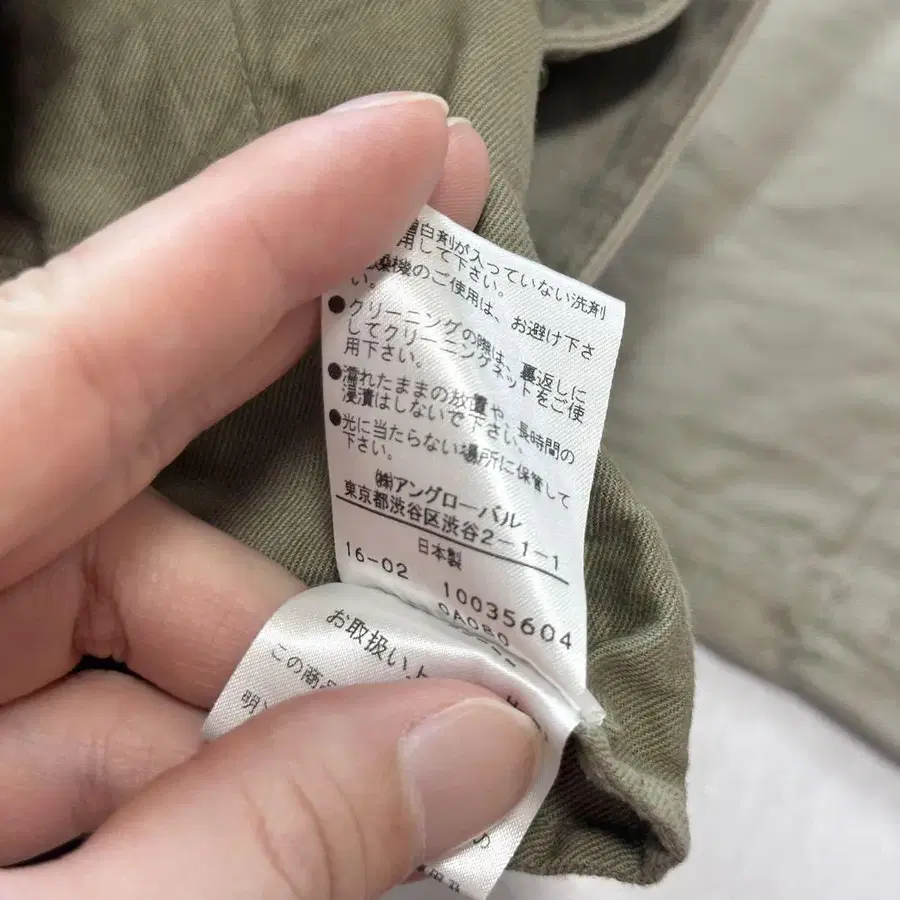 白剤が入っていない洗剤
用して下さい。
燥機のご使用は、お避け下さ
い。
●クリーニングの際は、裏返しに
してクリーニングネットをご使
用下さい。
●濡れたままの放置や、長時間の
浸漬はしないで下さい。
●光に当たらない場所に保管して
下さい。
㈱アングローバル
東京都渋谷区渋谷2-1-1
日本製
16-02 10035604
0A080
お取扱い上
この商品
明
の